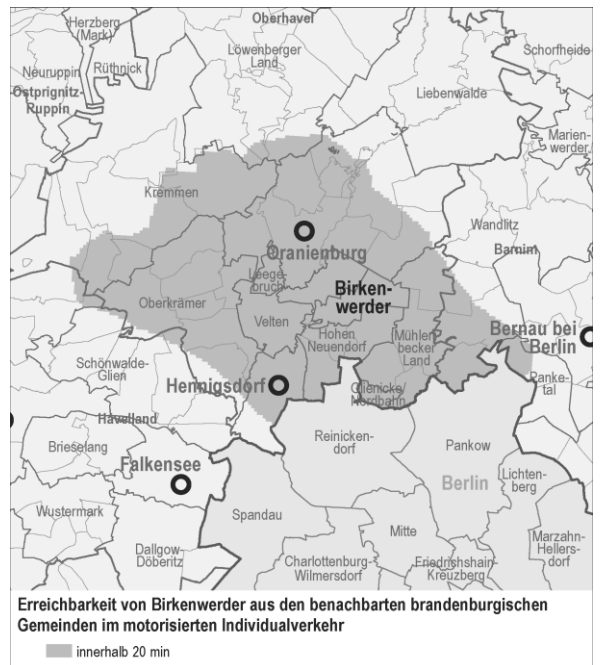 Herzberg
(Mark)
Oberhavel
Löwenberger
Land
Schorfheide
Neuruppin
Rüthnick
Ostprignitz-
Ruppin
Liebenwalde
Marien-
werder
Kremmen
Wandlitz
Oranienburg
Barnim
Leege-
bruch
Birken-
werder
Oberkrämer
Velten
Hohen
Neuendorf
Mühlen-
becker
Land
Bernau bei
Berlin
Schönwalde-
Glien
Hennigsdorf
Glienicke/
Nordbahn
Panke-
tal
Havelland
Reinicken-
dorf
Pankow
Brieselang
Falkensee
Berlin
Lichten-
berg
Wustermark
Spandau
Mitte
Marzahn-
Hellers-
dorf
Dallgow-
Döberitz
Charlottenburg-
Wilmersdorf
Friedrichshain-
Kreuzberg
Erreichbarkeit von Birkenwerder aus den benachbarten brandenburgischen
Gemeinden im motorisierten Individualverkehr
innerhalb 20 min